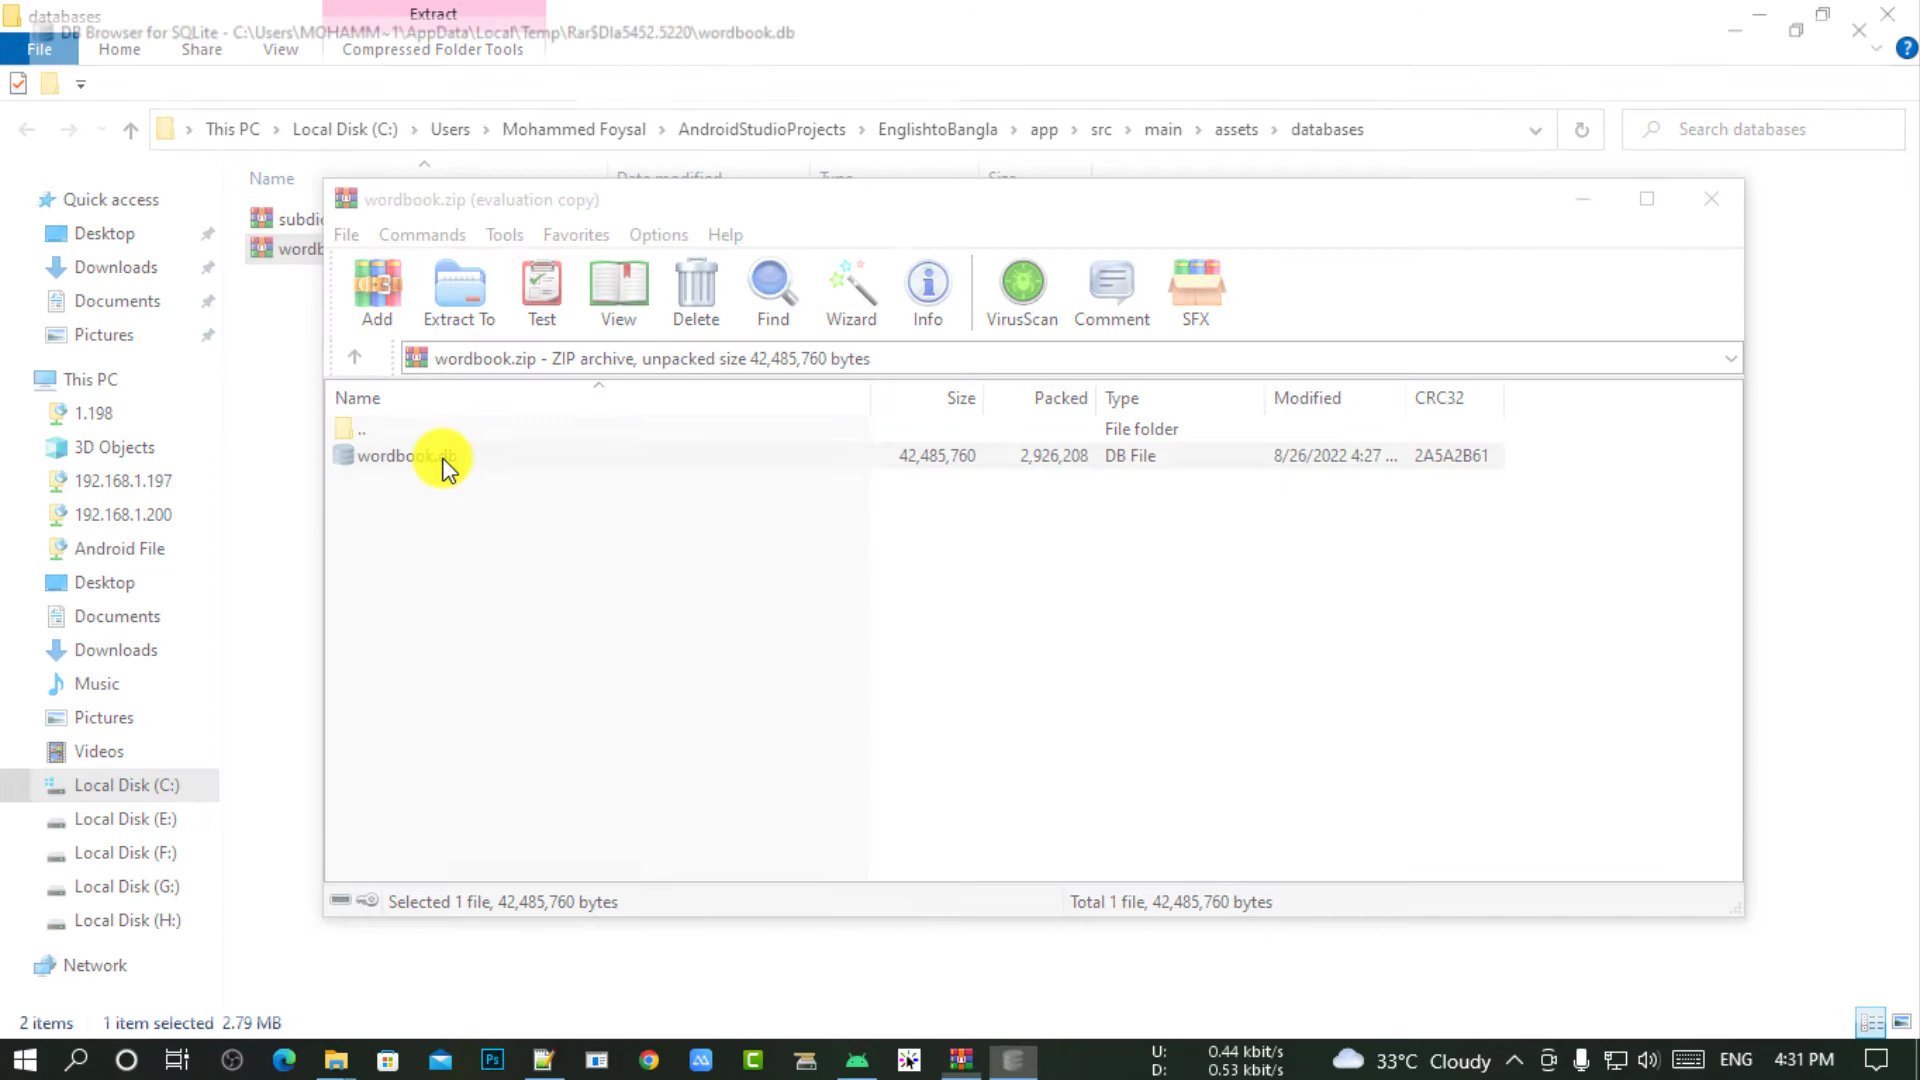 databases
Extract
DB Browser for SQLite - C:\Users\MOHAMM~1\AppData\Local\Temp\Rar$DIa5452.5220\wordbook.db
File Home Share View Compressed Folder Tools
This PC Local Disk (C:) Users Mohammed Foysal AndroidStudioProjects EnglishtoBangla app src main assets databases
Search databases
Name Date modified Type Size
wordbook.zip (evaluation copy)
File Commands Tools Favorites Options Help
Add Extract To Test View Delete Find Wizard Info VirusScan Comment SFX
wordbook.zip - ZIP archive, unpacked size 42,485,760 bytes
Name Size Packed Type Modified CRC32
.. File folder
wordbook.db 42,485,760 2,926,208 DB File 8/26/2022 4:27 ... 2A5A2B61
Selected 1 file, 42,485,760 bytes
Total 1 file, 42,485,760 bytes
Quick access
Desktop
Downloads
Documents
Pictures
This PC
1.198
3D Objects
192.168.1.197
192.168.1.200
Android File
Desktop
Documents
Downloads
Music
Pictures
Videos
Local Disk (C:)
Local Disk (E:)
Local Disk (F:)
Local Disk (G:)
Local Disk (H:)
Network
2 items 1 item selected 2.79 MB
Ps
U: 0.44 kbit/s
D: 0.53 kbit/s
33°C Cloudy
ENG
4:31 PM